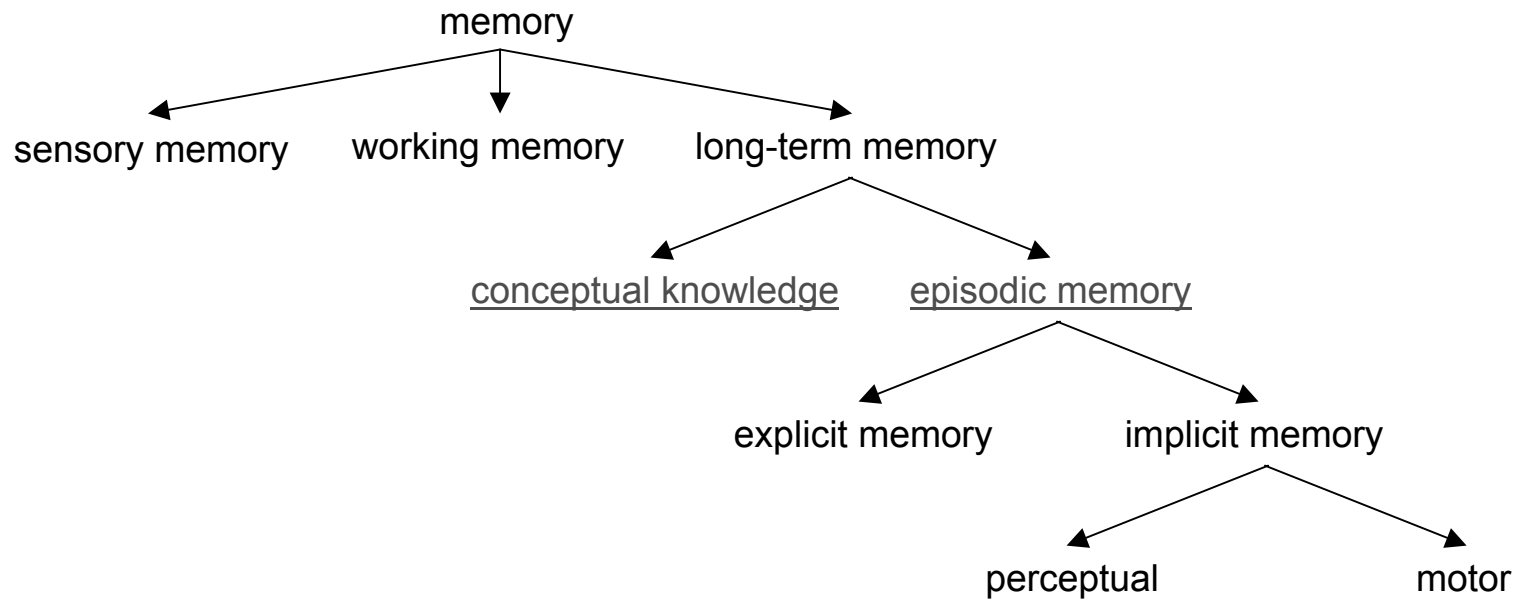 memory
sensory memory working memory long-term memory
conceptual knowledge episodic memory
explicit memory implicit memory
perceptual motor